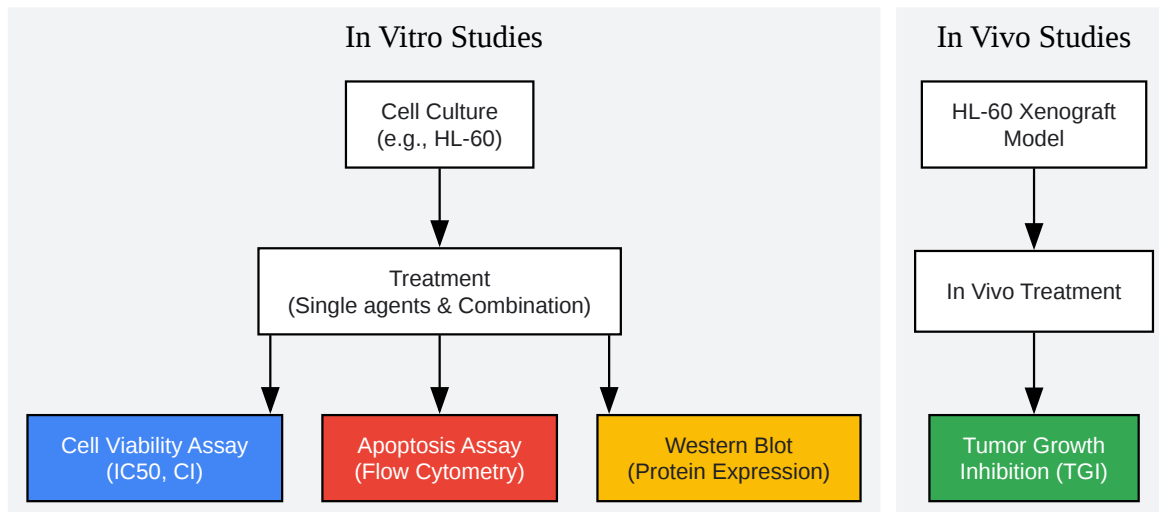 In Vitro Studies
Cell Culture
(e.g., HL-60)
Treatment
(Single agents & Combination)
Cell Viability Assay
(IC50, CI)
Apoptosis Assay
(Flow Cytometry)
Western Blot
(Protein Expression)
In Vivo Studies
HL-60 Xenograft
Model
In Vivo Treatment
Tumor Growth
Inhibition (TGI)